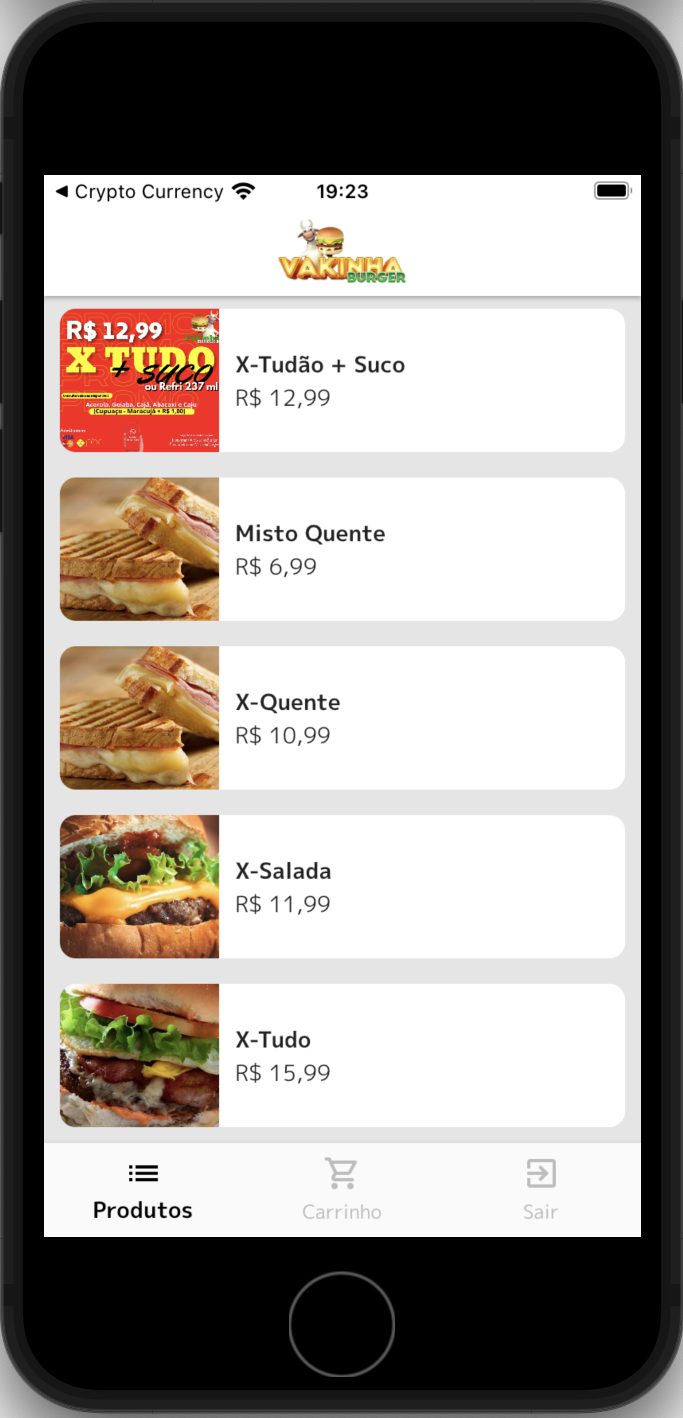 Crypto Currency
19:23
VAKINHA
BURGER
R$ 12,99
X TUDO
+ SUCO
ou Refri 237 ml
Acerola, Goiaba, Cajá, Abacaxi e Caju
(Cupuaçu - Maracujá + R$ 1,00)
X-Tudão + Suco
R$ 12,99
Misto Quente
R$ 6,99
X-Quente
R$ 10,99
X-Salada
R$ 11,99
X-Tudo
R$ 15,99
Produtos
Carrinho
Sair